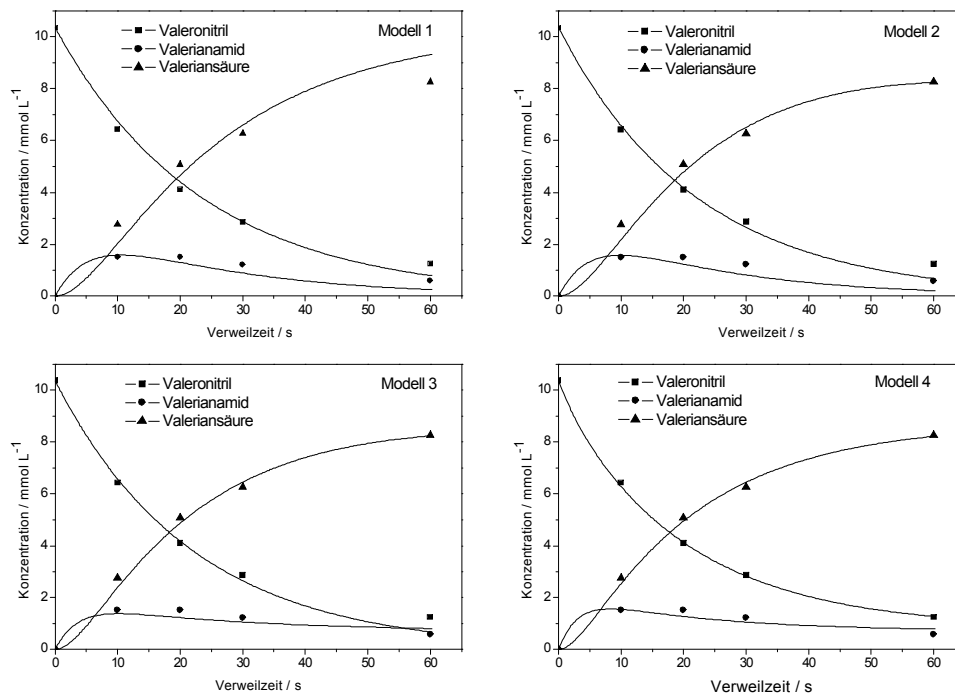 Modell 1
Valeronitril
Valerianamid
Valeriansäure
Konzentration / mmol L⁻¹
10
8
6
4
2
0
0 10 20 30 40 50 60
Verweilzeit / s
Modell 2
Valeronitril
Valerianamid
Valeriansäure
Konzentration / mmol L⁻¹
10
8
6
4
2
0
0 10 20 30 40 50 60
Verweilzeit / s
Modell 3
Valeronitril
Valerianamid
Valeriansäure
Konzentration / mmol L⁻¹
10
8
6
4
2
0
0 10 20 30 40 50 60
Verweilzeit / s
Modell 4
Valeronitril
Valerianamid
Valeriansäure
Konzentration / mmol L⁻¹
10
8
6
4
2
0
0 10 20 30 40 50 60
Verweilzeit / s